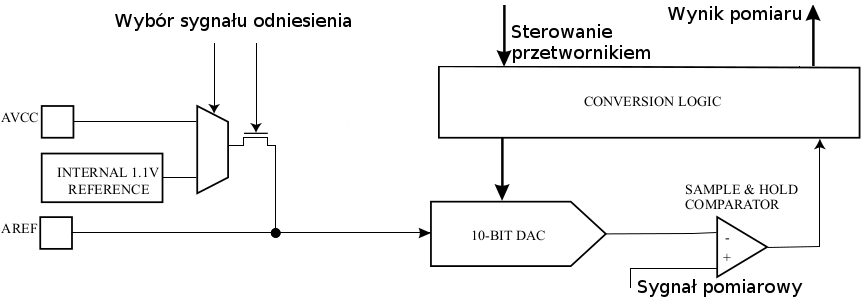 Wybór sygnału odniesienia
Sterowanie
przetwornikiem
Wynik pomiaru
CONVERSION LOGIC
AVCC
INTERNAL 1.1V
REFERENCE
AREF
10-BIT DAC
SAMPLE & HOLD
COMPARATOR
-
+
Sygnał pomiarowy